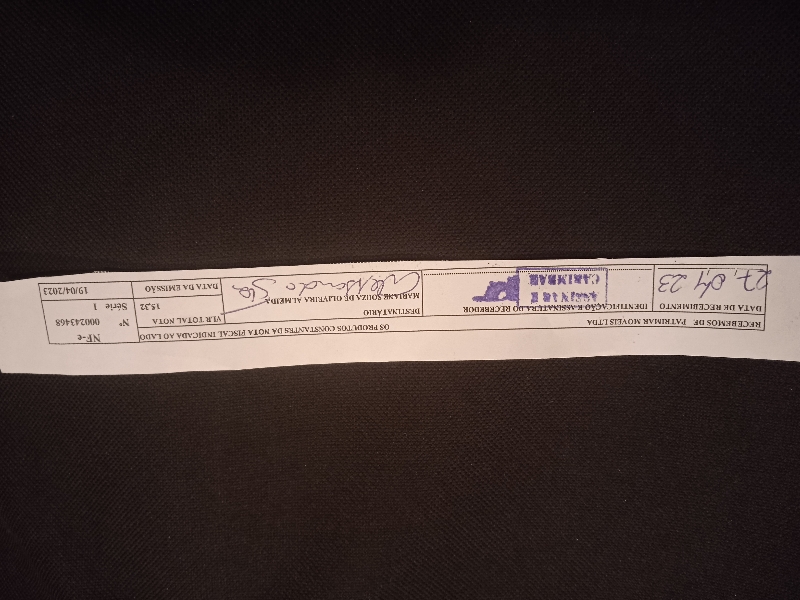 RECEBEMOS DE PATRIMAR MOVEIS LTDA
OS PRODUTOS CONSTANTES DA NOTA FISCAL INDICADA AO LADO
NF-e
DATA DE RECEBIMENTO
27, 04, 23
IDENTIFICAÇÃO E ASSINATURA DO RECEBEDOR
ASSINAR E
CARIMBAR
DESTINATÁRIO
MARIANE SOUZA DE OLIVEIRA ALMEIDA
VLR TOTAL NOTA
15,32
DATA DA EMISSÃO
Nº 000243468
Série 1
19/04/2023